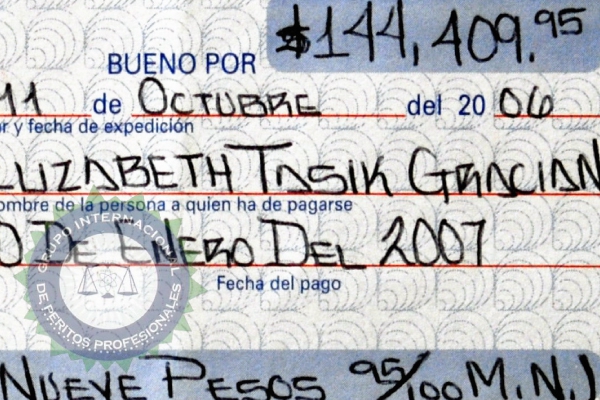 BUENO POR $144,409.95
11 de OCTUBRE del 2006
r y fecha de expedición
LUZABETH TASIK GRACIAN
ombre de la persona a quien ha de pagarse
O DE ENERO DEL 2007
Fecha del pago
NUEVE PESOS 95/100 M.N.)
GRUPO INTERNACIONAL
DE PERITOS PROFESIONALES